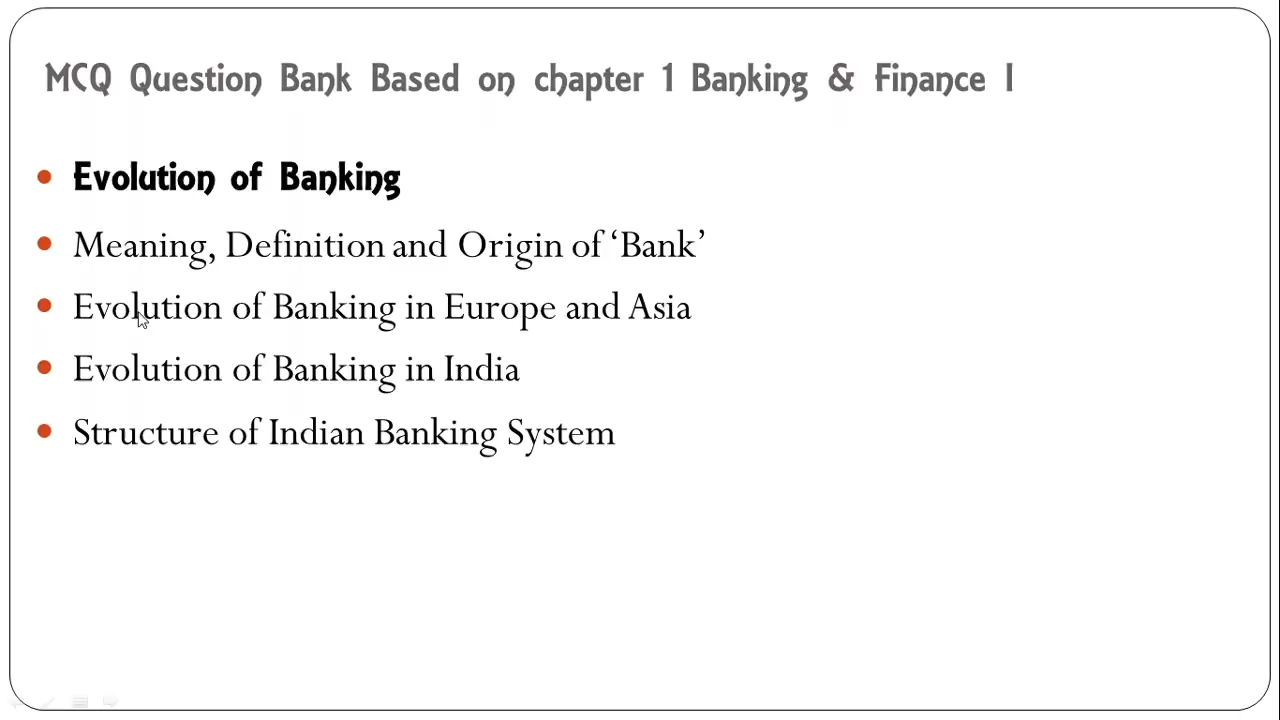 MCQ Question Bank Based on chapter 1 Banking & Finance I
• Evolution of Banking
• Meaning, Definition and Origin of ‘Bank’
• Evolution of Banking in Europe and Asia
• Evolution of Banking in India
• Structure of Indian Banking System